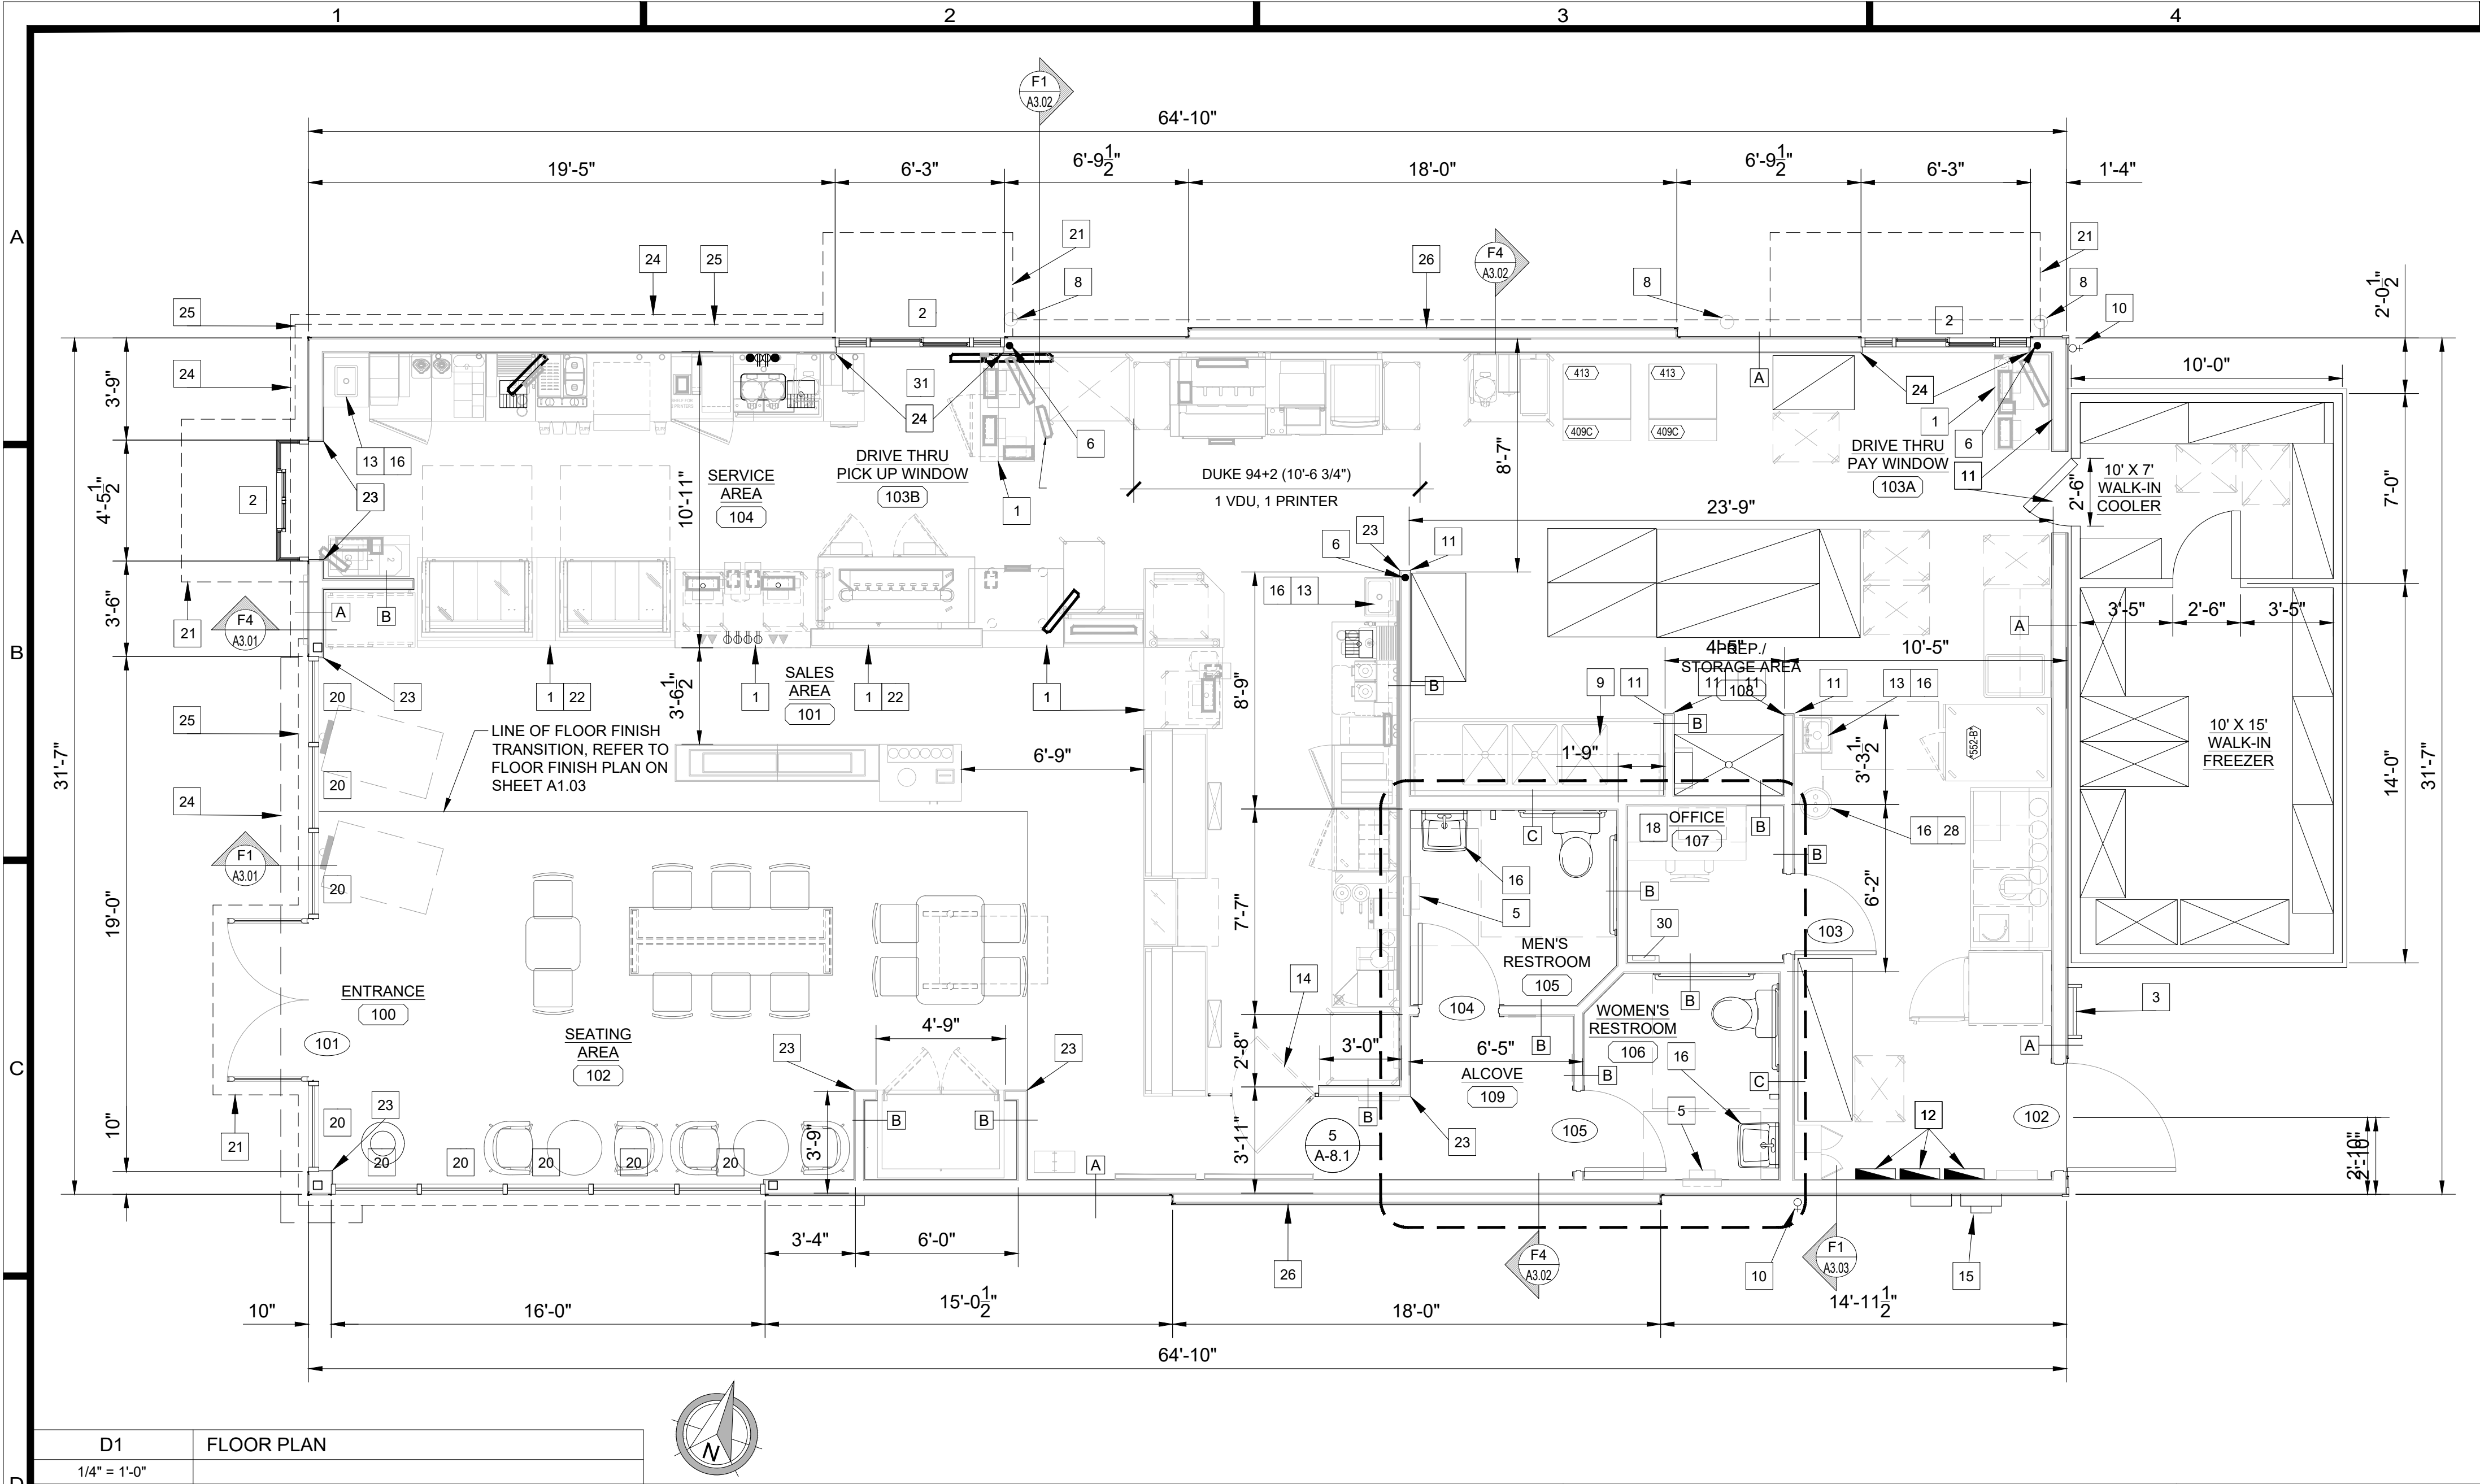 1
2
3
4
A
B
C
D
F1
A3.02
64'-10"
19'-5"
6'-3"
6'-9 1/2"
18'-0"
6'-9 1/2"
6'-3"
1'-4"
21
21
24
25
26
F4
A3.02
8
8
8
10
2'-0 1/2"
25
2
2
24
3'-9"
31
24
413
413
A
24
10'-0"
SHELF FOR
PRINTERS
1
6
409C
409C
6
13 16
4'-5 1/2"
2
23
10'-11"
SERVICE
AREA
104
DRIVE THRU
PICK UP WINDOW
103B
1
DUKE 94+2 (10'-6 3/4")
1 VDU, 1 PRINTER
8'-7"
DRIVE THRU
PAY WINDOW
103A
11
2'-6"
10' X 7'
WALK-IN
COOLER
7'-0"
23'-9"
23
6
11
16 13
3'-6"
21
F4
A3.01
A
B
A
3'-5"
2'-6"
3'-5"
4'-5"
10'-5"
PREP./
STORAGE AREA
108
20
23
1 22
3'-6 1/2"
1
SALES
AREA
101
1 22
1
8'-9"
B
9
11
11
11
11
13 16
25
B
LINE OF FLOOR FINISH
TRANSITION, REFER TO
FLOOR FINISH PLAN ON
SHEET A1.03
6'-9"
1'-9"
3'-3 1/2"
552-B*
10' X 15'
WALK-IN
FREEZER
31'-7"
20
14'-0"
31'-7"
24
C
18
OFFICE
107
B
16 28
F1
A3.01
20
B
16
B
5
7'-7"
6'-2"
19'-0"
30
103
MEN'S
RESTROOM
105
ENTRANCE
100
14
104
B
3
WOMEN'S
RESTROOM
106
101
SEATING
AREA
102
23
4'-9"
23
2'-8"
3'-0"
6'-5"
B
16
A
ALCOVE
109
B
C
10"
21
20
23
3'-9"
B
B
B
3'-11"
5
A-8.1
23
105
5
12
102
20
20
20
20
20
A
2'-10"
2'-10"
3'-4"
6'-0"
26
F4
A3.02
10
F1
A3.03
15
10"
16'-0"
15'-0 1/2"
18'-0"
14'-11 1/2"
64'-10"
N
D1
FLOOR PLAN
1/4" = 1'-0"